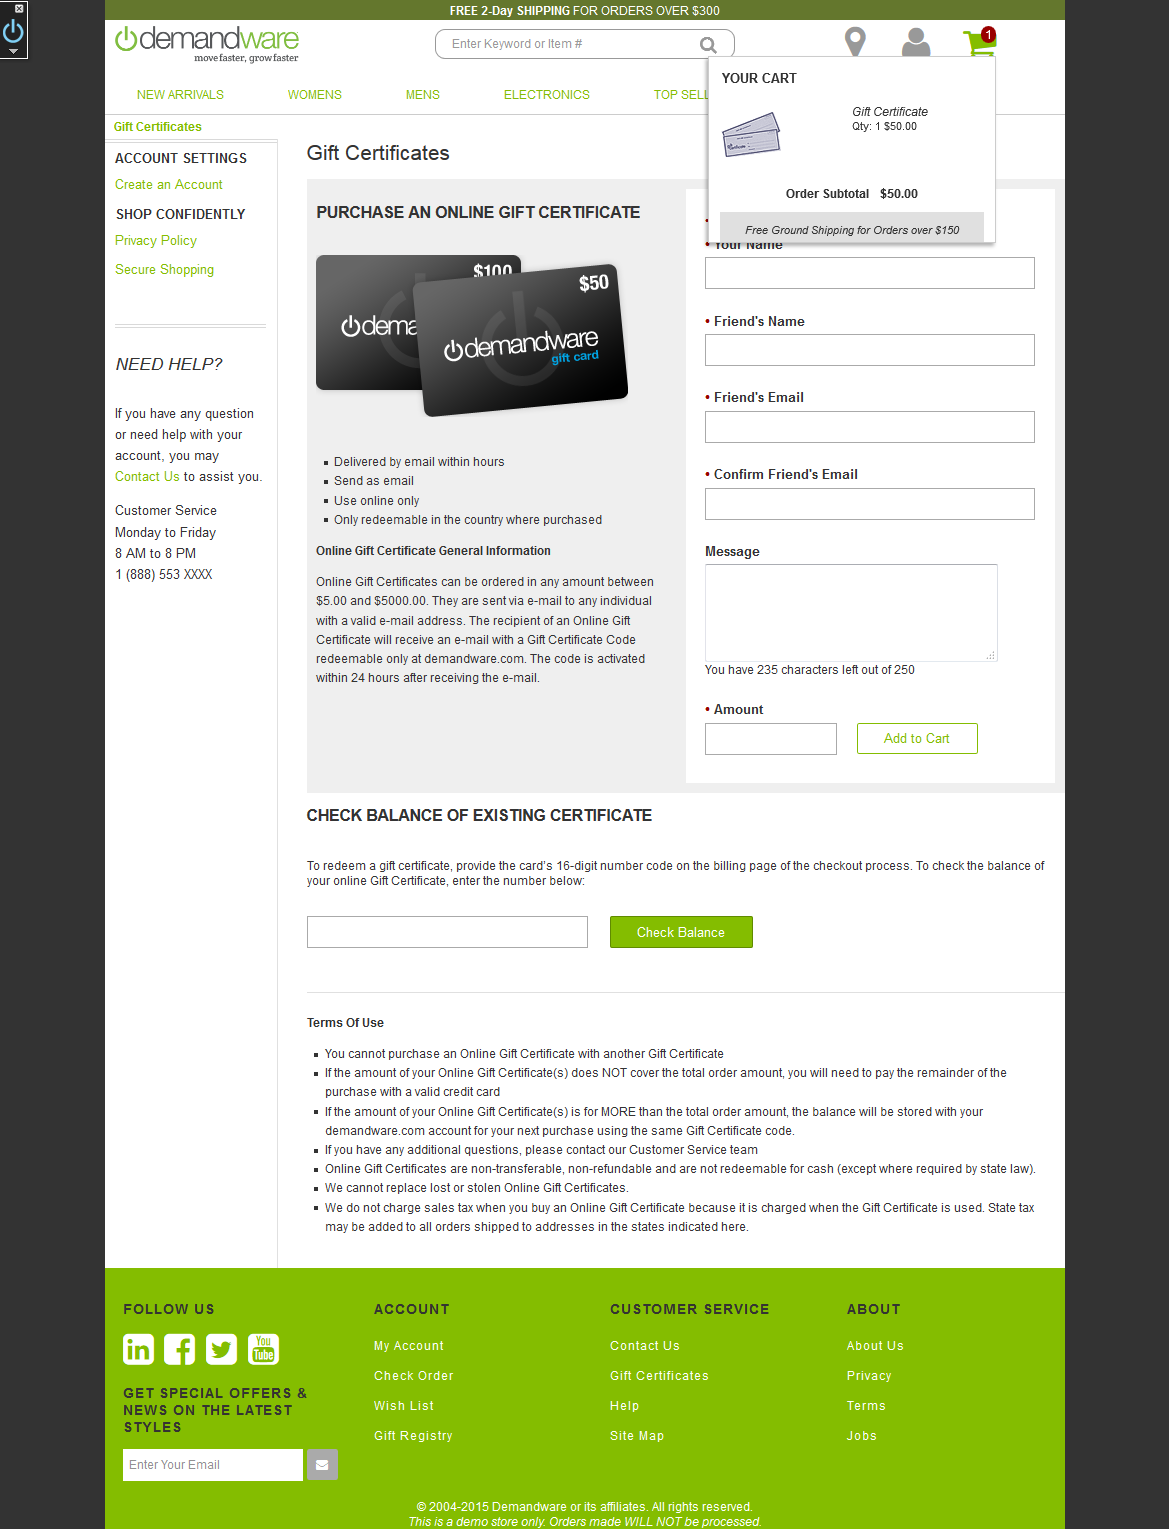 FREE 2-Day SHIPPING FOR ORDERS OVER $300
demandware
move faster, grow faster
Enter Keyword or Item #
1
NEW ARRIVALS WOMENS MENS ELECTRONICS TOP SELL
YOUR CART
Gift Certificate
Qty: 1 $50.00
Order Subtotal $50.00
Free Ground Shipping for Orders over $150
Gift Certificates
ACCOUNT SETTINGS
Create an Account
SHOP CONFIDENTLY
Privacy Policy
Secure Shopping
NEED HELP?
If you have any question
or need help with your
account, you may
Contact Us to assist you.
Customer Service
Monday to Friday
8 AM to 8 PM
1 (888) 553 XXXX
Gift Certificates
PURCHASE AN ONLINE GIFT CERTIFICATE
$100
dema
$50
demandware
gift card
Delivered by email within hours
Send as email
Use online only
Only redeemable in the country where purchased
Online Gift Certificate General Information
Online Gift Certificates can be ordered in any amount between
$5.00 and $5000.00. They are sent via e-mail to any individual
with a valid e-mail address. The recipient of an Online Gift
Certificate will receive an e-mail with a Gift Certificate Code
redeemable only at demandware.com. The code is activated
within 24 hours after receiving the e-mail.
• Your Name
• Friend's Name
• Friend's Email
• Confirm Friend's Email
Message
You have 235 characters left out of 250
• Amount
Add to Cart
CHECK BALANCE OF EXISTING CERTIFICATE
To redeem a gift certificate, provide the card's 16-digit number code on the billing page of the checkout process. To check the balance of
your online Gift Certificate, enter the number below:
Check Balance
Terms Of Use
You cannot purchase an Online Gift Certificate with another Gift Certificate
If the amount of your Online Gift Certificate(s) does NOT cover the total order amount, you will need to pay the remainder of the
purchase with a valid credit card
If the amount of your Online Gift Certificate(s) is for MORE than the total order amount, the balance will be stored with your
demandware.com account for your next purchase using the same Gift Certificate code.
If you have any additional questions, please contact our Customer Service team
Online Gift Certificates are non-transferable, non-refundable and are not redeemable for cash (except where required by state law).
We cannot replace lost or stolen Online Gift Certificates.
We do not charge sales tax when you buy an Online Gift Certificate because it is charged when the Gift Certificate is used. State tax
may be added to all orders shipped to addresses in the states indicated here.
FOLLOW US
in f You Tube
GET SPECIAL OFFERS &
NEWS ON THE LATEST
STYLES
Enter Your Email
ACCOUNT
My Account
Check Order
Wish List
Gift Registry
CUSTOMER SERVICE
Contact Us
Gift Certificates
Help
Site Map
ABOUT
About Us
Privacy
Terms
Jobs
© 2004-2015 Demandware or its affiliates. All rights reserved.
This is a demo store only. Orders made WILL NOT be processed.